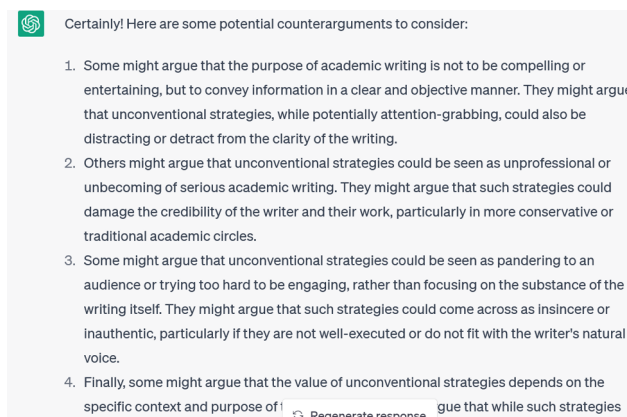 Certainly! Here are some potential counterarguments to consider:
1. Some might argue that the purpose of academic writing is not to be compelling or
entertaining, but to convey information in a clear and objective manner. They might argue
that unconventional strategies, while potentially attention-grabbing, could also be
distracting or detract from the clarity of the writing.
2. Others might argue that unconventional strategies could be seen as unprofessional or
unbecoming of serious academic writing. They might argue that such strategies could
damage the credibility of the writer and their work, particularly in more conservative or
traditional academic circles.
3. Some might argue that unconventional strategies could be seen as pandering to an
audience or trying too hard to be engaging, rather than focusing on the substance of the
writing itself. They might argue that such strategies could come across as insincere or
inauthentic, particularly if they are not well-executed or do not fit with the writer's natural
voice.
4. Finally, some might argue that the value of unconventional strategies depends on the
specific context and purpose of gue that while such strategies
Regenerate response